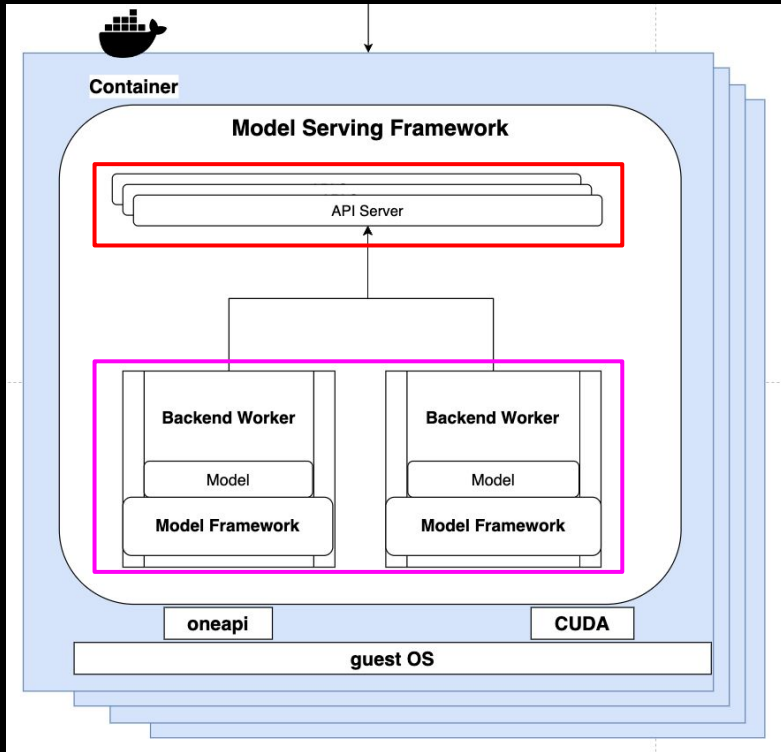 Container
Model Serving Framework
API Server
Backend Worker
Backend Worker
Model
Model
Model Framework
Model Framework
oneapi
CUDA
guest OS